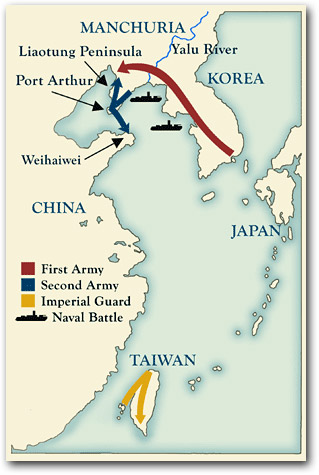 MANCHURIA
Liaotung Peninsula
Yalu River
Port Arthur
KOREA
Weihaiwei
CHINA
JAPAN
First Army
Second Army
Imperial Guard
Naval Battle
TAIWAN